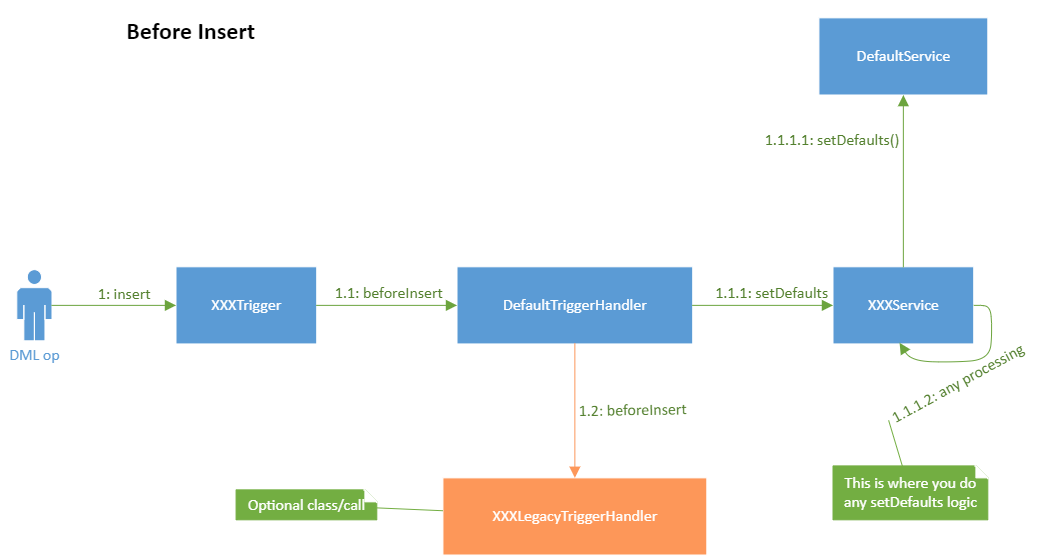 Before Insert
DefaultService
1.1.1.1: setDefaults()
1: insert
XXXTrigger
1.1: beforeInsert
DefaultTriggerHandler
1.1.1: setDefaults
XXXService
DML op
1.1.1.2: any processing
1.2: beforeInsert
This is where you do
any setDefaults logic
Optional class/call
XXXLegacyTriggerHandler